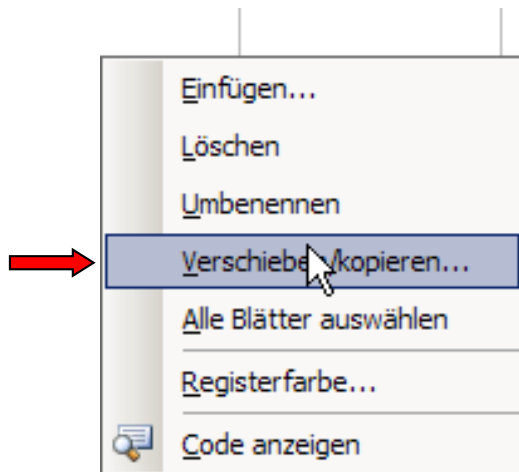 Einfügen...
Löschen
Umbenennen
Verschieben/kopieren...
Alle Blätter auswählen
Registerfarbe...
Code anzeigen